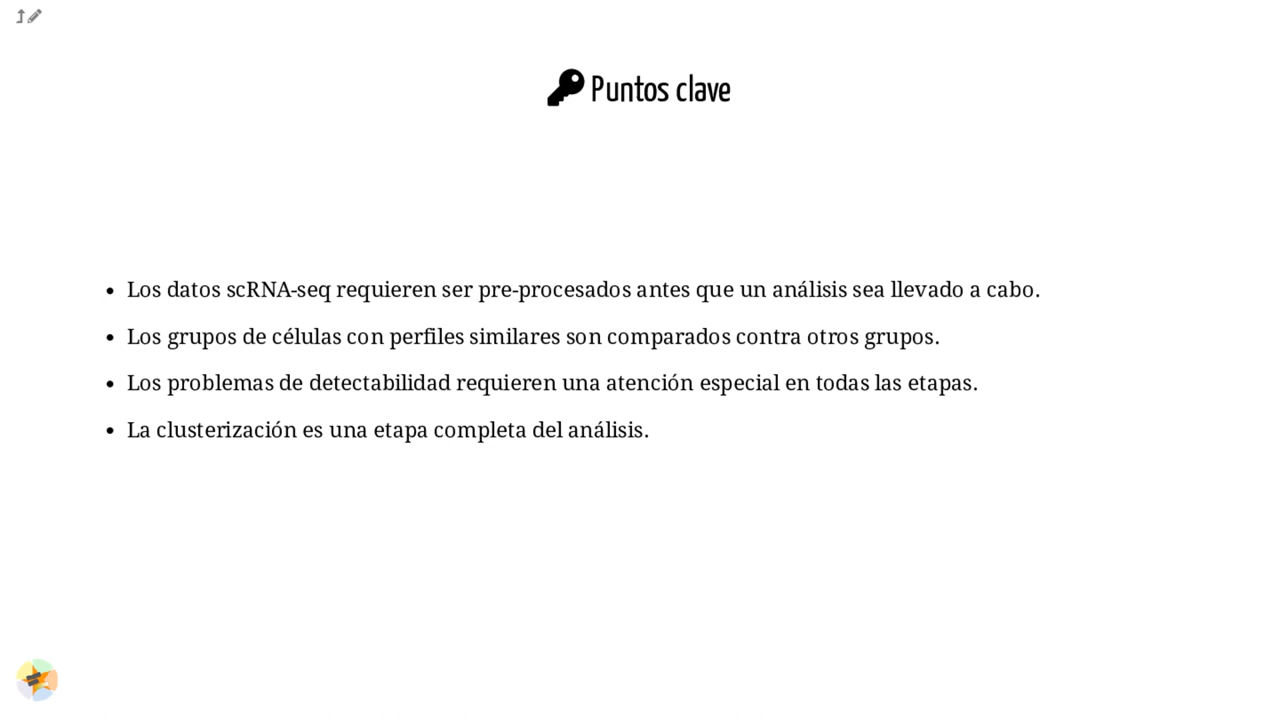 Puntos clave
Los datos scRNA-seq requieren ser pre-procesados antes que un análisis sea llevado a cabo.
Los grupos de células con perfiles similares son comparados contra otros grupos.
Los problemas de detectabilidad requieren una atención especial en todas las etapas.
La clusterización es una etapa completa del análisis.